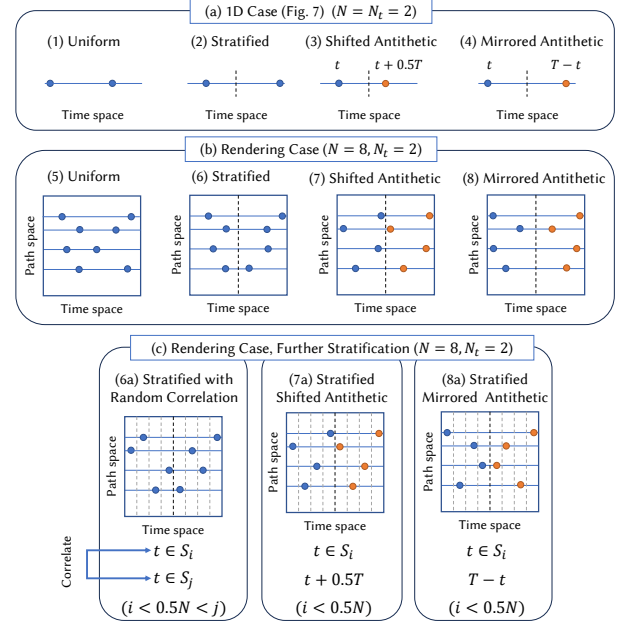 (a) 1D Case (Fig. 7) (N = N_t = 2)
(1) Uniform
(2) Stratified
(3) Shifted Antithetic
(4) Mirrored Antithetic
t
t + 0.5T
t
T − t
Time space
Time space
Time space
Time space
(b) Rendering Case (N = 8, N_t = 2)
(5) Uniform
(6) Stratified
(7) Shifted Antithetic
(8) Mirrored Antithetic
Path space
Path space
Path space
Path space
Time space
Time space
Time space
Time space
(c) Rendering Case, Further Stratification (N = 8, N_t = 2)
(6a) Stratified with
Random Correlation
(7a) Stratified
Shifted Antithetic
(8a) Stratified
Mirrored Antithetic
Path space
Path space
Path space
Time space
Time space
Time space
Correlate
t ∈ S_i
t ∈ S_j
(i < 0.5N < j)
t ∈ S_i
t + 0.5T
(i < 0.5N)
t ∈ S_i
T − t
(i < 0.5N)